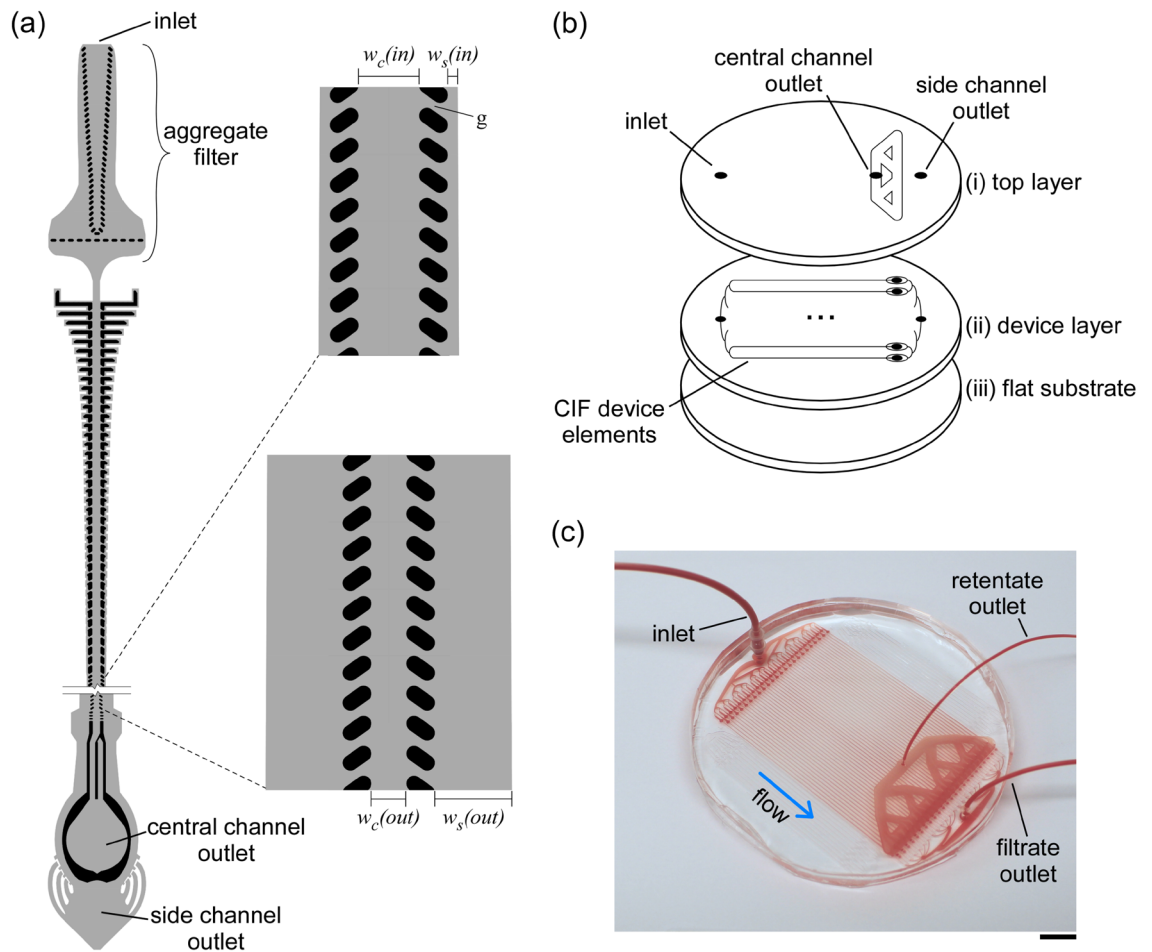 (a)
inlet
aggregate
filter
w_c(in)
w_s(in)
g
w_c(out)
w_s(out)
central channel
outlet
side channel
outlet
(b)
central channel
outlet
side channel
outlet
inlet
(i) top layer
...
(ii) device layer
(iii) flat substrate
CIF device
elements
(c)
retentate
outlet
inlet
flow
filtrate
outlet